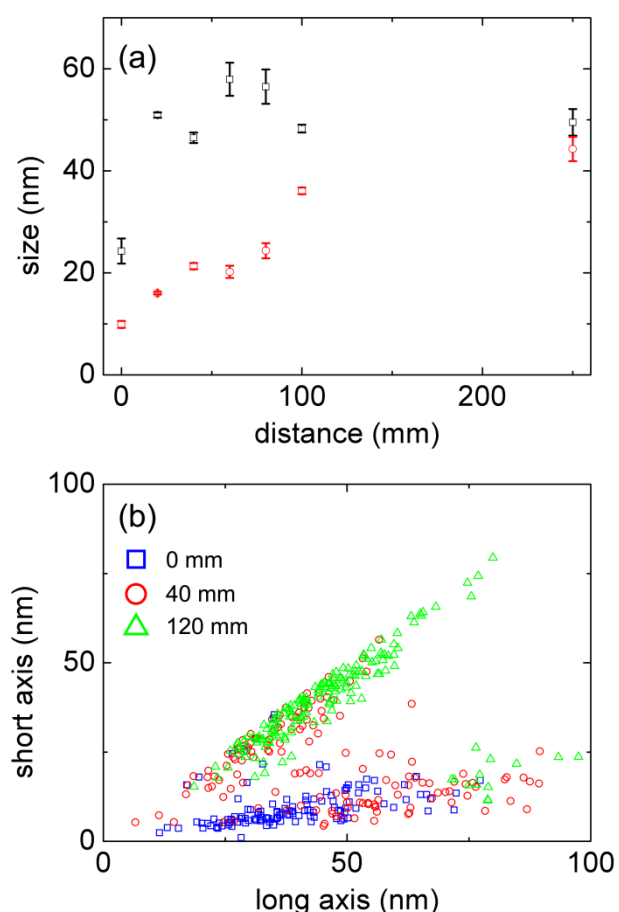 (a)
60
40
20
0
size (nm)
0
100
200
distance (mm)
(b)
100
50
0
short axis (nm)
0 mm
40 mm
120 mm
0
50
100
long axis (nm)